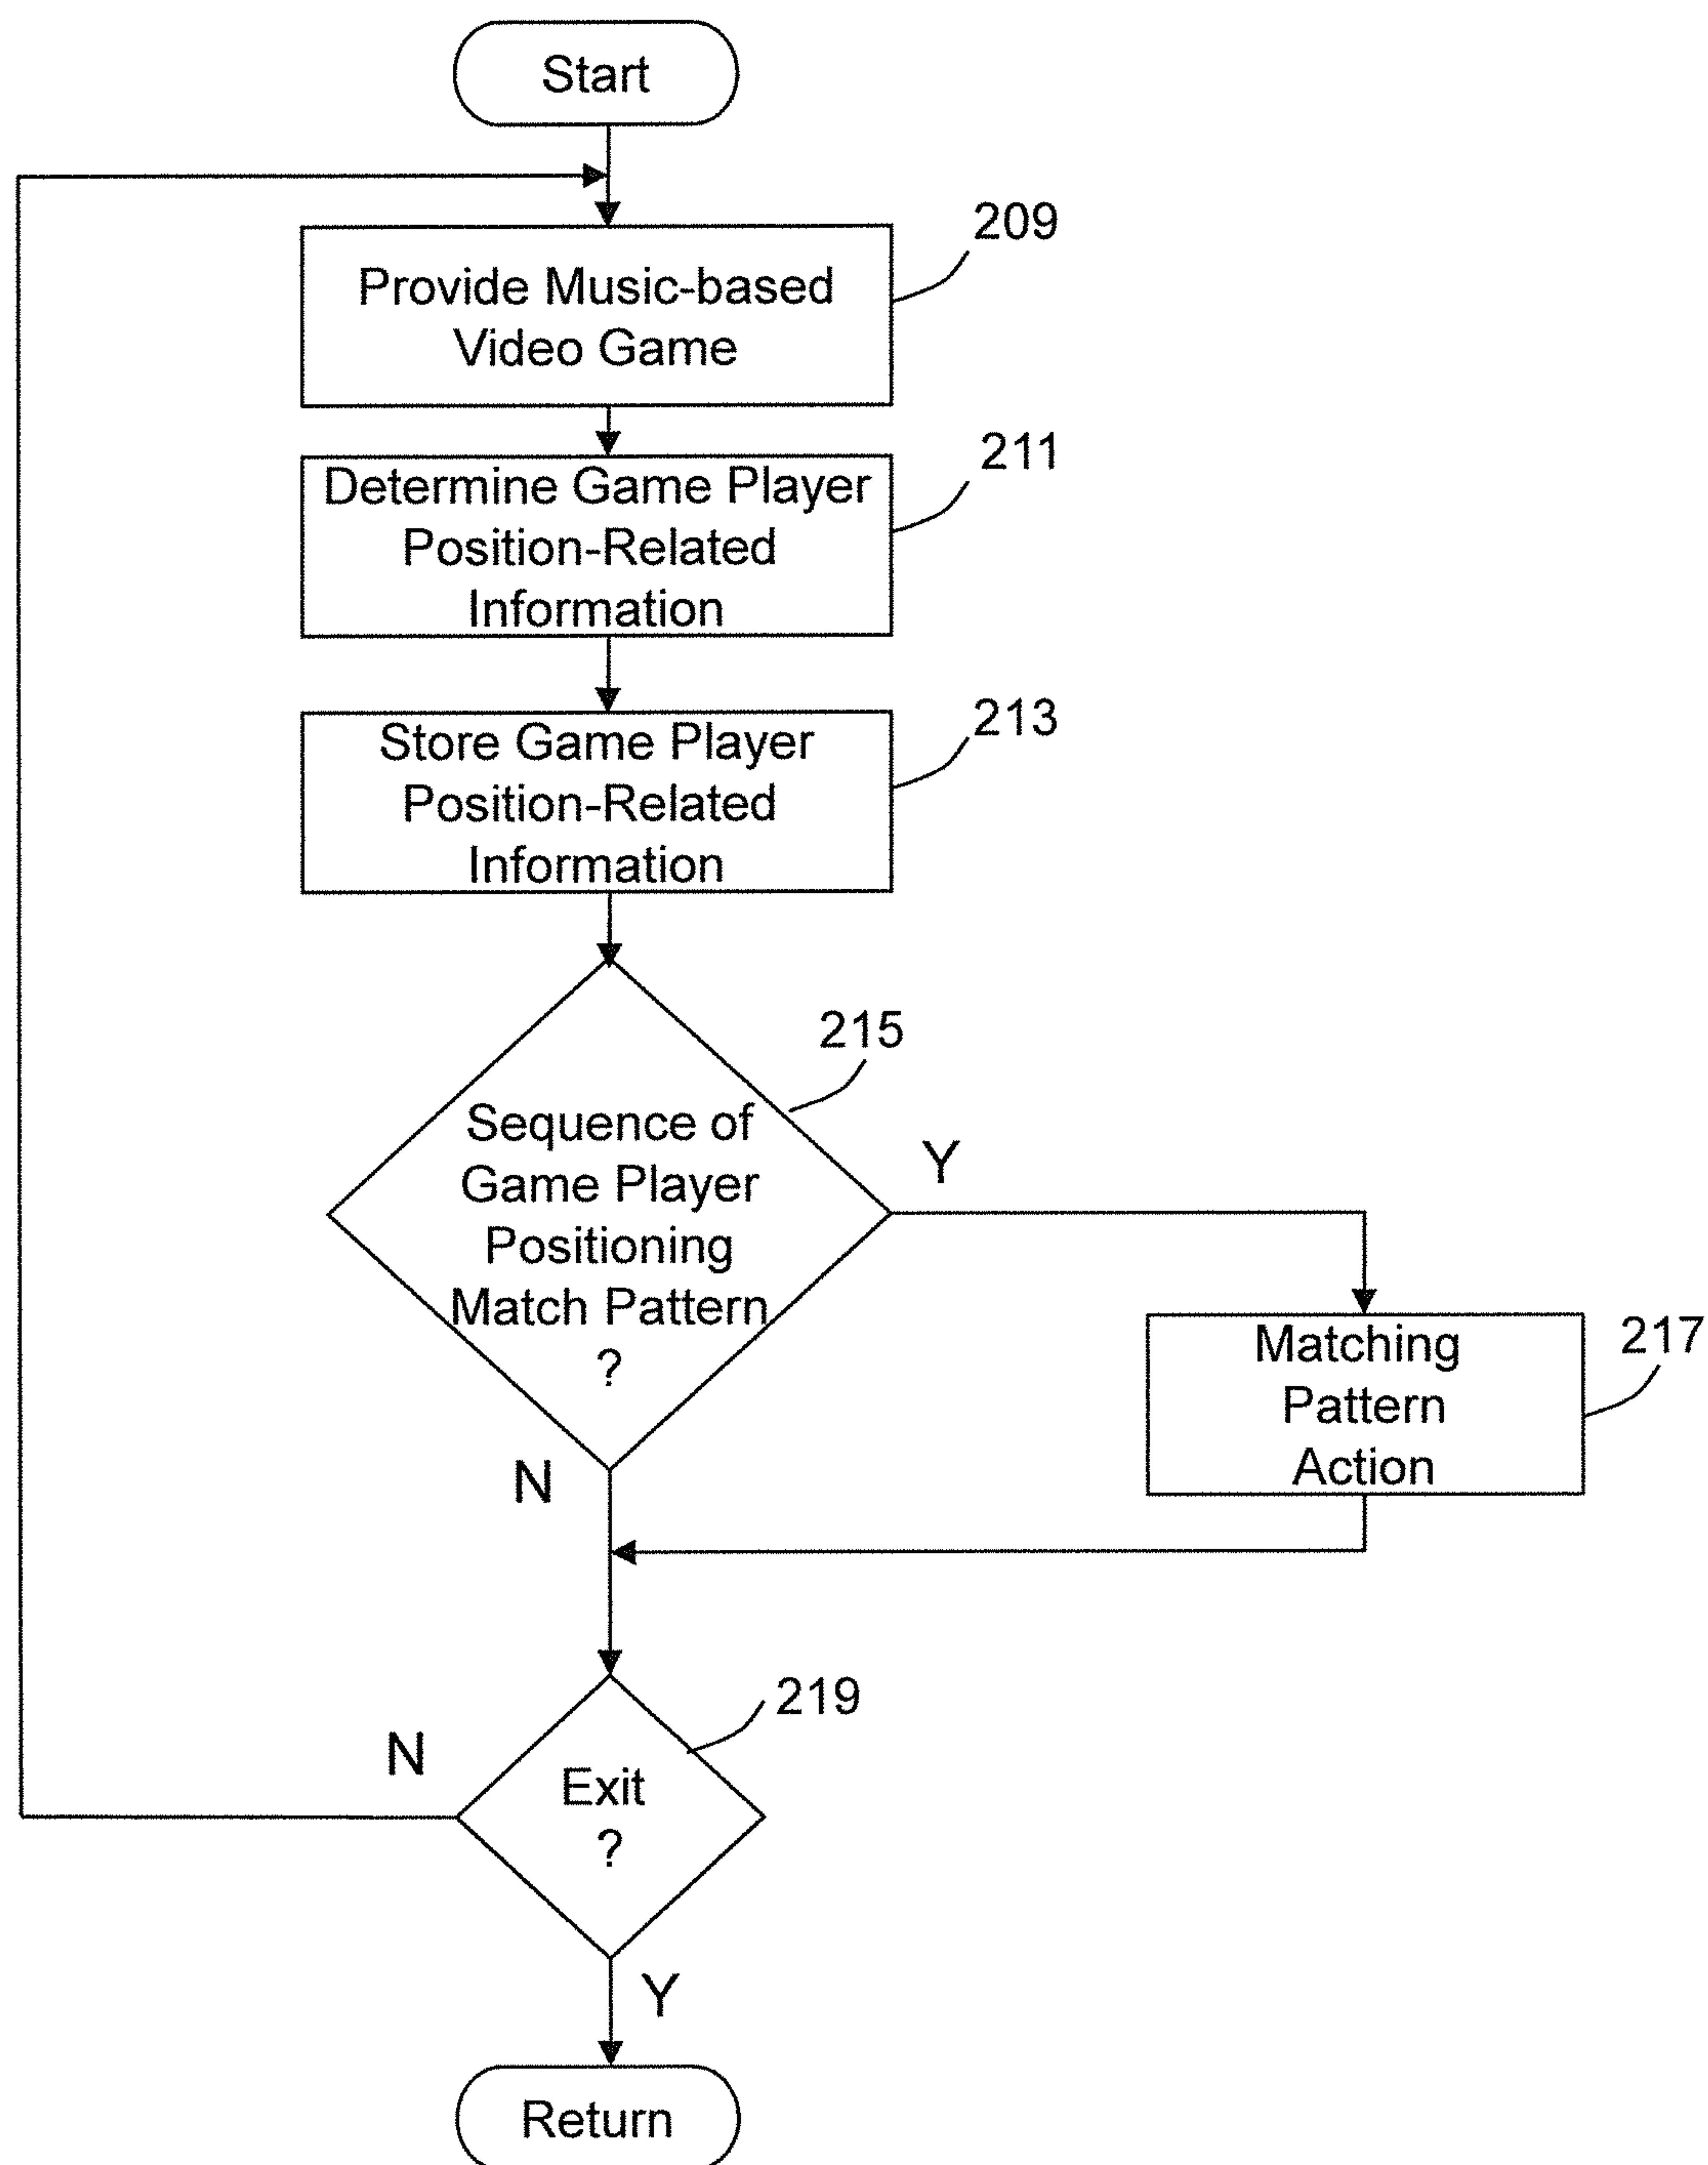 Start
209
Provide Music-based
Video Game
211
Determine Game Player
Position-Related
Information
213
Store Game Player
Position-Related
Information
215
Sequence of
Game Player
Positioning
Match Pattern
?
Y
217
Matching
Pattern
Action
N
219
N
Exit
?
Y
Return